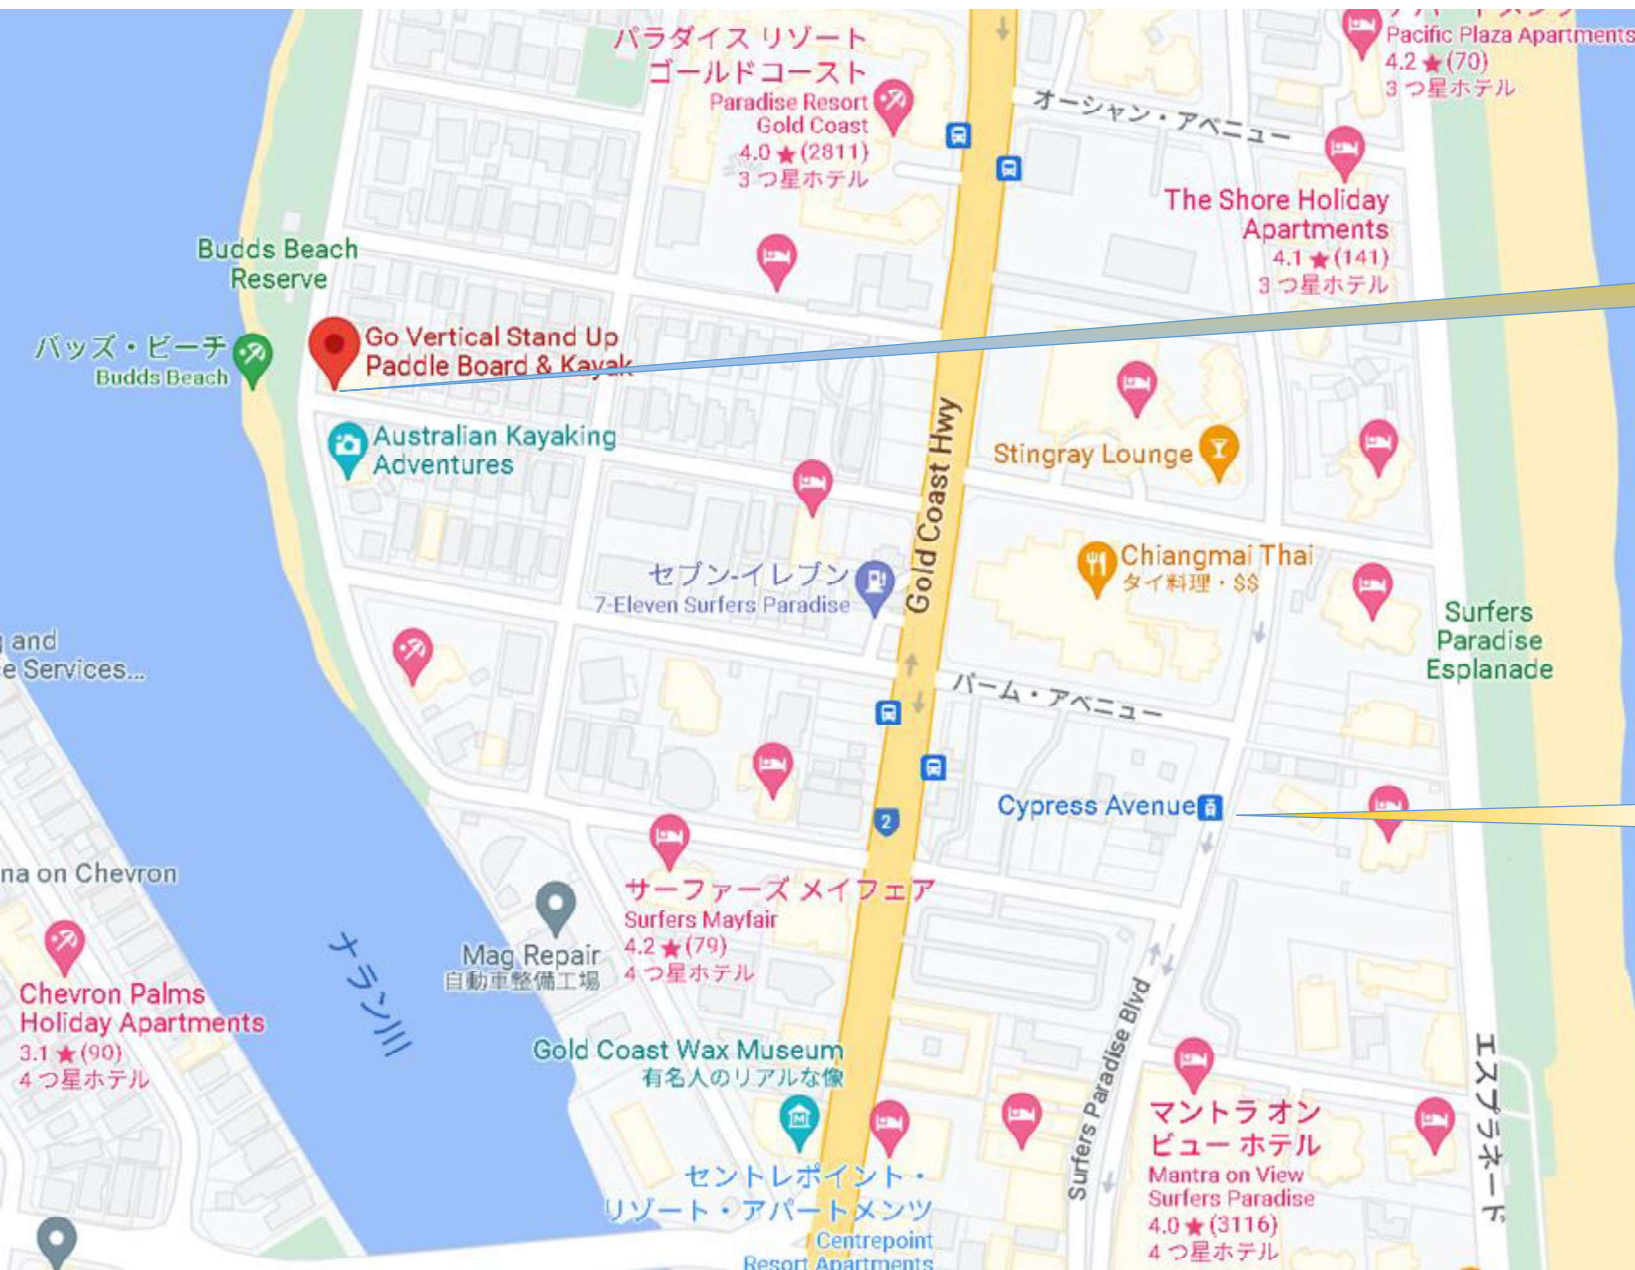 パラダイス リゾート
ゴールドコースト
Paradise Resort
Gold Coast
4.0 ★ (2811)
3 つ星ホテル
Pacific Plaza Apartments
4.2 ★ (70)
3 つ星ホテル
オーシャン・アベニュー
The Shore Holiday
Apartments
4.1 ★ (141)
3 つ星ホテル
Budds Beach
Reserve
バッズ・ビーチ
Budds Beach
Go Vertical Stand Up
Paddle Board & Kayak
Australian Kayaking
Adventures
Gold Coast Hwy
Stingray Lounge
Chiangmai Thai
タイ料理・$$
セブン-イレブン
7-Eleven Surfers Paradise
Surfers
Paradise
Esplanade
and
e Services...
パーム・アベニュー
Cypress Avenue
2
na on Chevron
サーファーズ メイフェア
Surfers Mayfair
4.2 ★ (79)
4 つ星ホテル
Mag Repair
自動車整備工場
ナラン川
Chevron Palms
Holiday Apartments
3.1 ★ (90)
4 つ星ホテル
Surfers Paradise Blvd
エスプラネード
Gold Coast Wax Museum
有名人のリアルな像
マントラ オン
ビュー ホテル
Mantra on View
Surfers Paradise
4.0 ★ (3116)
4 つ星ホテル
セントレポイント・
リゾート・アパートメンツ
Centrepoint
Resort Apartments